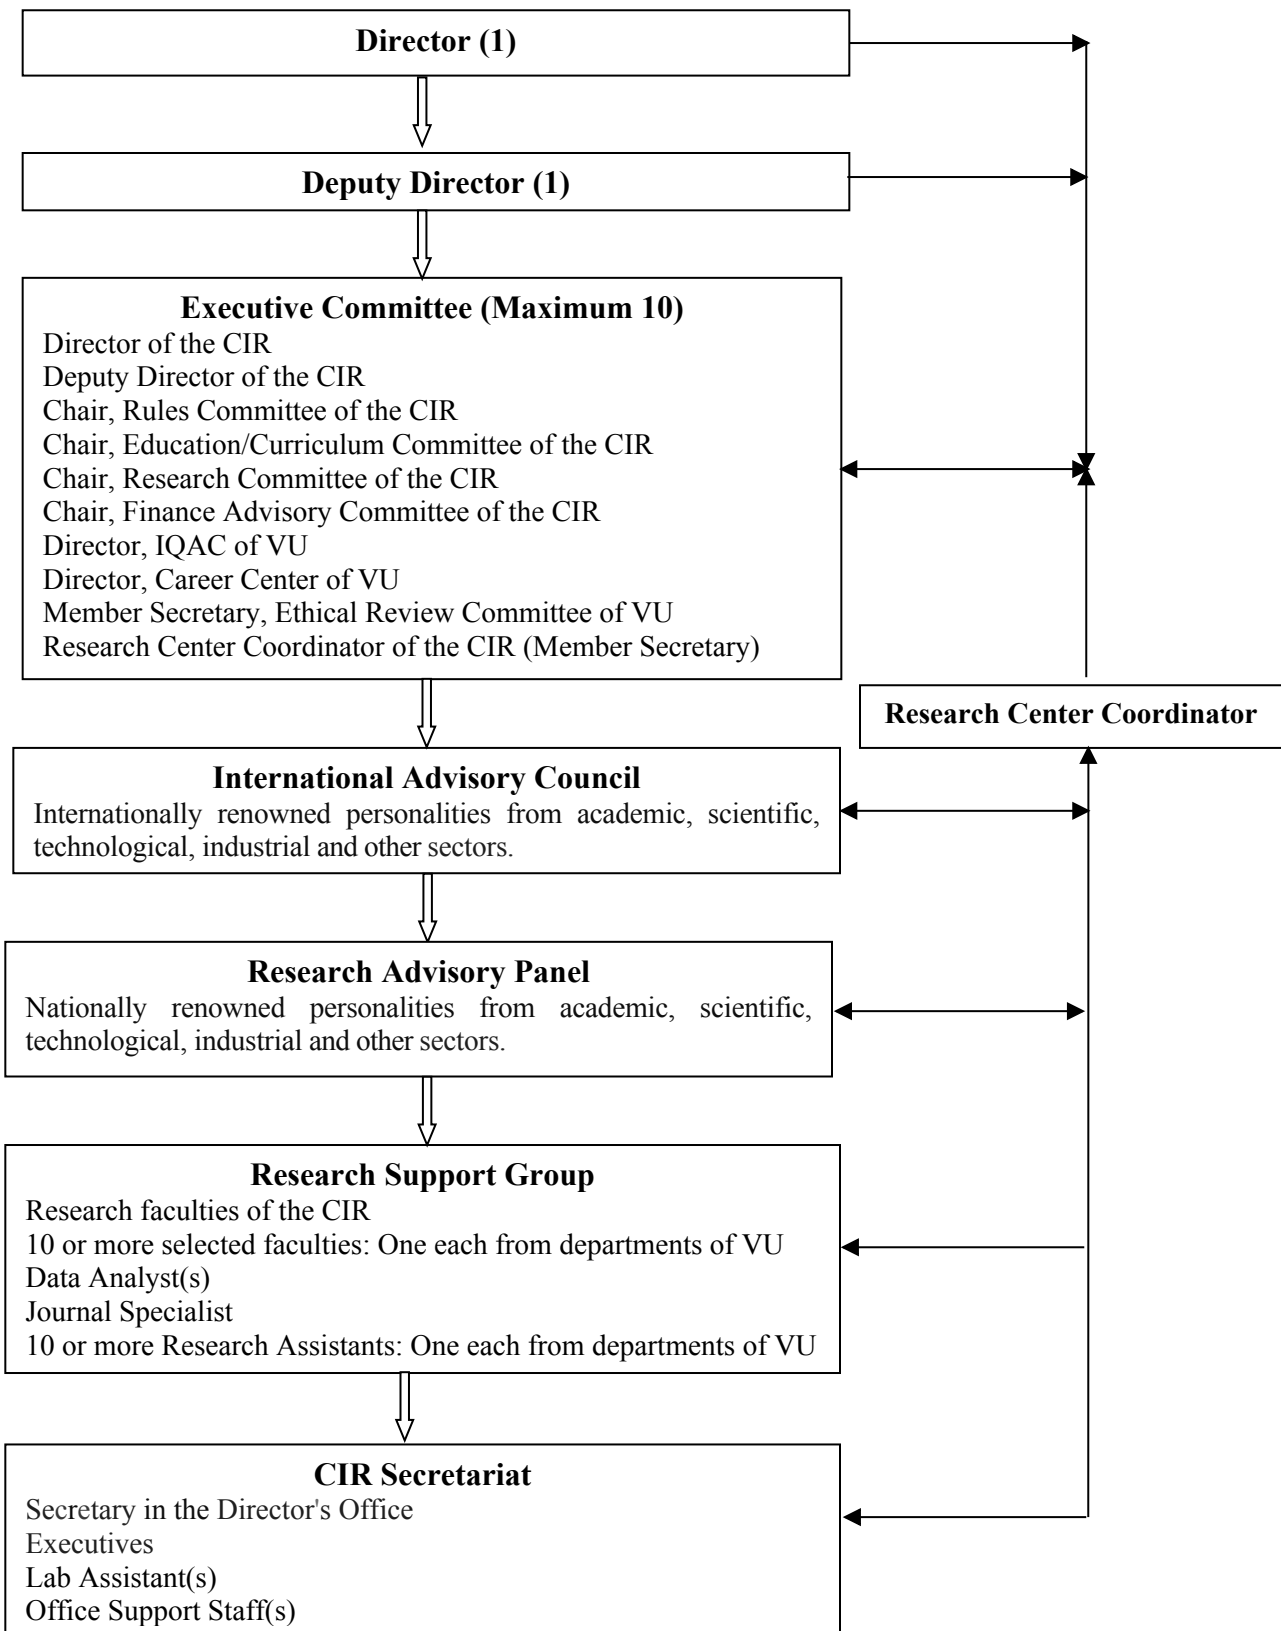 Director (1)
Deputy Director (1)
Executive Committee (Maximum 10)
Director of the CIR
Deputy Director of the CIR
Chair, Rules Committee of the CIR
Chair, Education/Curriculum Committee of the CIR
Chair, Research Committee of the CIR
Chair, Finance Advisory Committee of the CIR
Director, IQAC of VU
Director, Career Center of VU
Member Secretary, Ethical Review Committee of VU
Research Center Coordinator of the CIR (Member Secretary)
Research Center Coordinator
International Advisory Council
Internationally renowned personalities from academic, scientific,
technological, industrial and other sectors.
Research Advisory Panel
Nationally renowned personalities from academic, scientific,
technological, industrial and other sectors.
Research Support Group
Research faculties of the CIR
10 or more selected faculties: One each from departments of VU
Data Analyst(s)
Journal Specialist
10 or more Research Assistants: One each from departments of VU
CIR Secretariat
Secretary in the Director's Office
Executives
Lab Assistant(s)
Office Support Staff(s)